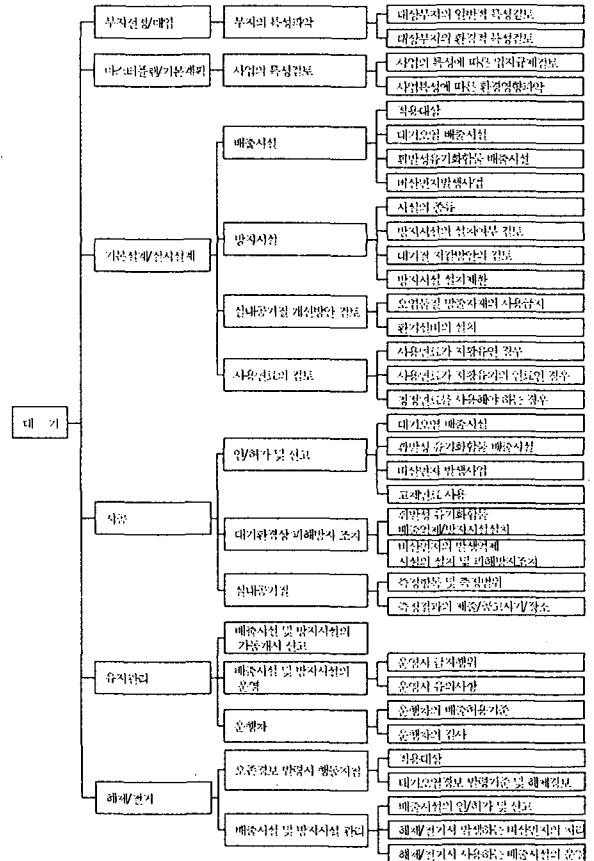 대 기
부지선정/매입
부지의 특성파악
대상부지의 일반적 특성검토
대상부지의 환경적 특성검토
마스터플랜/기본계획
사업의 특성검토
사업의 특성에 따른 입지규제검토
사업특성에 따른 환경영향파악
기본설계/실시설계
배출시설
적용대상
대기오염 배출시설
휘발성유기화합물 배출시설
비산먼지발생사업
방지시설
시설의 종류
방지시설의 설치여부 검토
대기질 저감방안의 검토
방지시설 설치제한
실내공기질 개선방안 검토
오염물질 방출자재의 사용금지
환기설비의 설치
사용연료의 검토
사용연료가 저황유인 경우
사용연료가 저황유외의 연료인 경우
청정연료를 사용해야 하는 경우
시공
인/허가 및 신고
대기오염 배출시설
휘발성 유기화합물 배출시설
비산먼지 발생사업
고체연료 사용
대기환경상 피해방지 조치
휘발성 유기화합물
배출억제/방지시설설치
비산먼지의 발생억제
시설의 설치 및 피해방지조치
실내공기질
측정항목 및 측정범위
측정결과의 제출/공고시기/장소
유지관리
배출시설 및 방지시설의
가동개시 신고
배출시설 및 방지시설의
운영
운영시 금지행위
운영시 유의사항
운행차
운행차의 배출허용기준
운행차의 검사
해체/철거
오존경보 발령시 행동지침
적용대상
대기오염경보 발령기준 및 해제경보
배출시설 및 방지시설 관리
배출시설의 인/허가 및 신고
해체/철거시 발생하는 비산먼지의 처리
해체/철거시 사용하는 배출시설의 운영